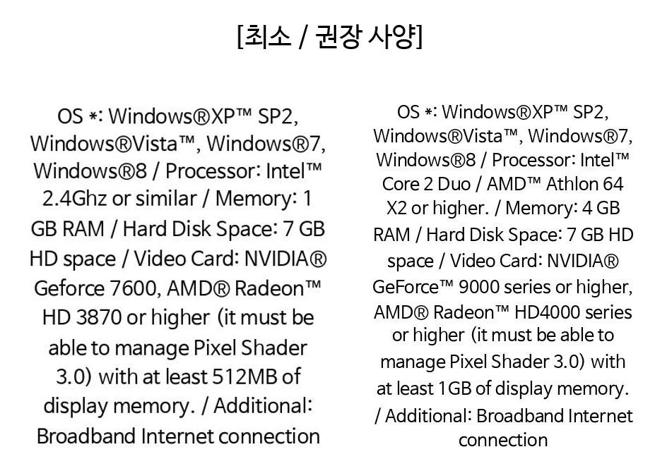 [최소 / 권장 사양]
OS *: Windows®XP™ SP2,
Windows®Vista™, Windows®7,
Windows®8 / Processor: Intel™
2.4Ghz or similar / Memory: 1
GB RAM / Hard Disk Space: 7 GB
HD space / Video Card: NVIDIA®
Geforce 7600, AMD® Radeon™
HD 3870 or higher (it must be
able to manage Pixel Shader
3.0) with at least 512MB of
display memory. / Additional:
Broadband Internet connection
OS *: Windows®XP™ SP2,
Windows®Vista™, Windows®7,
Windows®8 / Processor: Intel™
Core 2 Duo / AMD™ Athlon 64
X2 or higher. / Memory: 4 GB
RAM / Hard Disk Space: 7 GB HD
space / Video Card: NVIDIA®
GeForce™ 9000 series or higher,
AMD® Radeon™ HD4000 series
or higher (it must be able to
manage Pixel Shader 3.0) with
at least 1GB of display memory.
/ Additional: Broadband Internet
connection